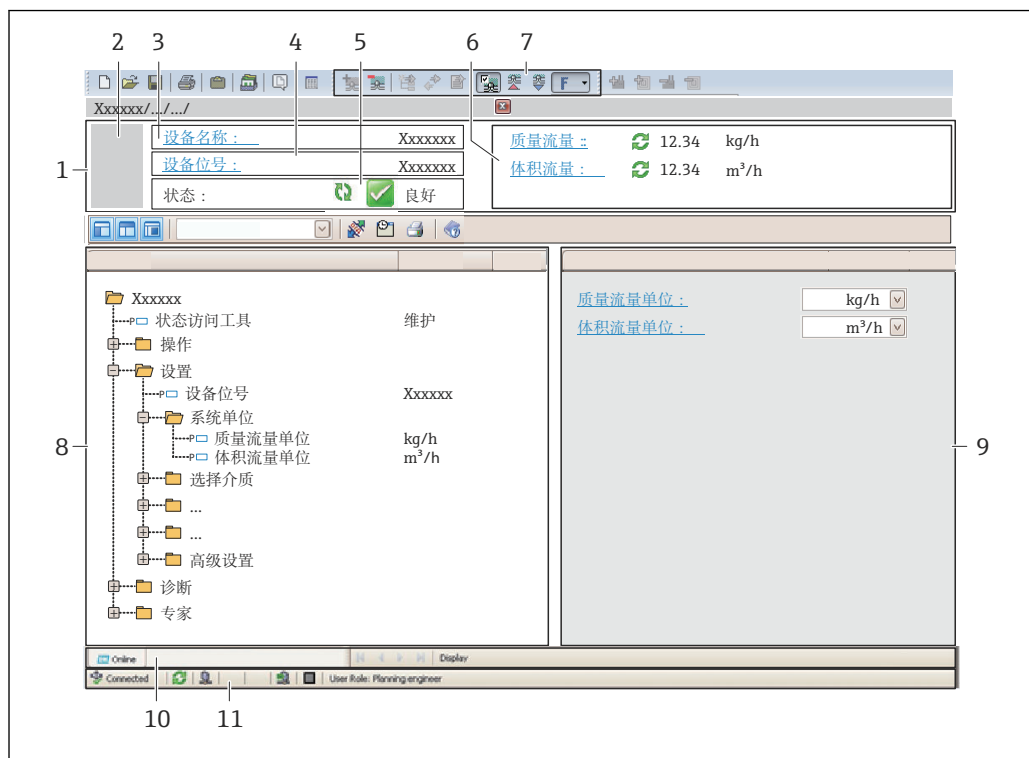 2 3 4 5 6 7
F
Xxxxxx/.../.../
1
设备名称： Xxxxxxx
设备位号： Xxxxxxx
状态： 良好
质量流量:: 12.34 kg/h
体积流量： 12.34 m³/h
Xxxxxx
P 状态访问工具 维护
操作
设置
P 设备位号 Xxxxxx
系统单位
P 质量流量单位 kg/h
P 体积流量单位 m³/h
选择介质
...
...
高级设置
诊断
专家
质量流量单位： kg/h
体积流量单位： m³/h
8
9
Online Display
Connected User Role: Planning engineer
10 11